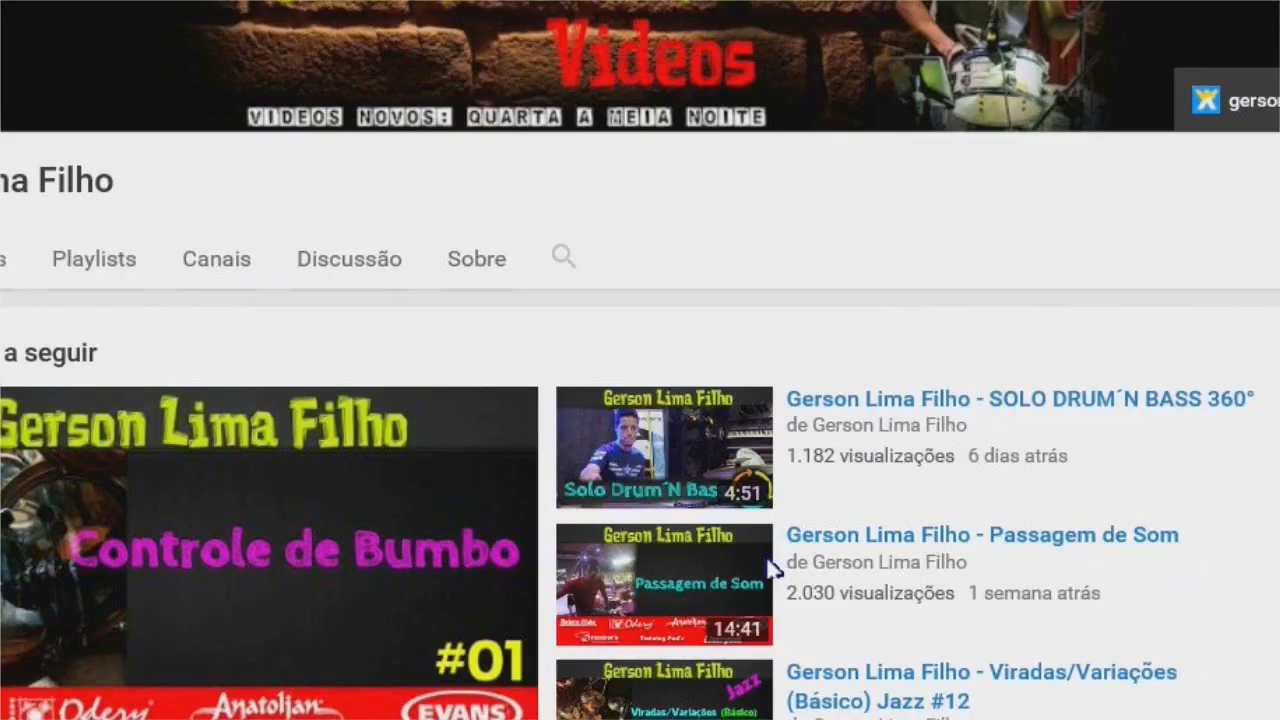 Videos
VIDEOS NOVOS: QUARTA A MEIA NOITE
gerson
ma Filho
s Playlists Canais Discussão Sobre
a seguir
Gerson Lima Filho
Controle de Bumbo
#01
Odery Anatolian EVANS
Gerson Lima Filho
Solo Drum´N Bas 4:51
Gerson Lima Filho - SOLO DRUM´N BASS 360°
de Gerson Lima Filho
1.182 visualizações 6 dias atrás
Gerson Lima Filho
Passagem de Som
Odery
14:41
Gerson Lima Filho - Passagem de Som
de Gerson Lima Filho
2.030 visualizações 1 semana atrás
Gerson Lima Filho
Jazz
Viradas/Variações (Básico)
Gerson Lima Filho - Viradas/Variações
(Básico) Jazz #12